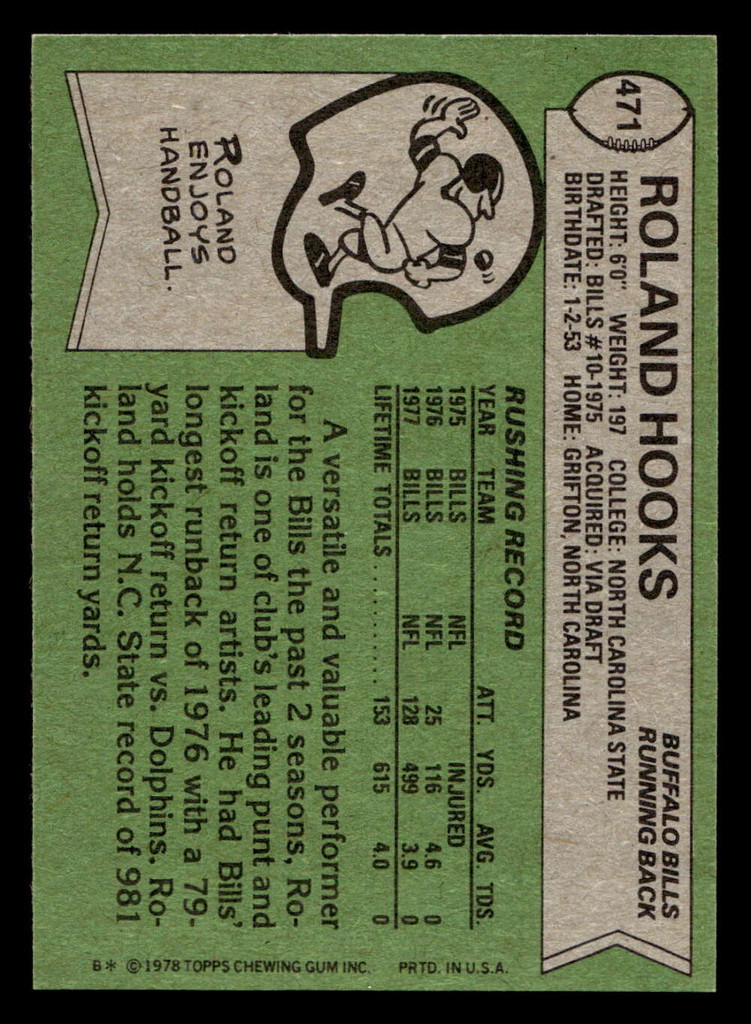 471
ROLAND HOOKS
BUFFALO BILLS
RUNNING BACK
HEIGHT: 6'0" WEIGHT: 197 COLLEGE: NORTH CAROLINA STATE
DRAFTED: BILLS #10-1975 ACQUIRED: VIA DRAFT
BIRTHDATE: 1-2-53 HOME: GRIFTON, NORTH CAROLINA
ROLAND
ENJOYS
HANDBALL.
RUSHING RECORD
YEAR TEAM ATT. YDS. AVG. TDS.
1975 BILLS NFL INJURED
1976 BILLS NFL 25 116 4.6 0
1977 BILLS NFL 128 499 3.9 0
LIFETIME TOTALS........... 153 615 4.0 0
A versatile and valuable performer
for the Bills the past 2 seasons, Ro-
land is one of club's leading punt and
kickoff return artists. He had Bills'
longest runback of 1976 with a 79-
yard kickoff return vs. Dolphins. Ro-
land holds N.C. State record of 981
kickoff return yards.
B* ©1978 TOPPS CHEWING GUM INC. PRTD. IN U.S.A.